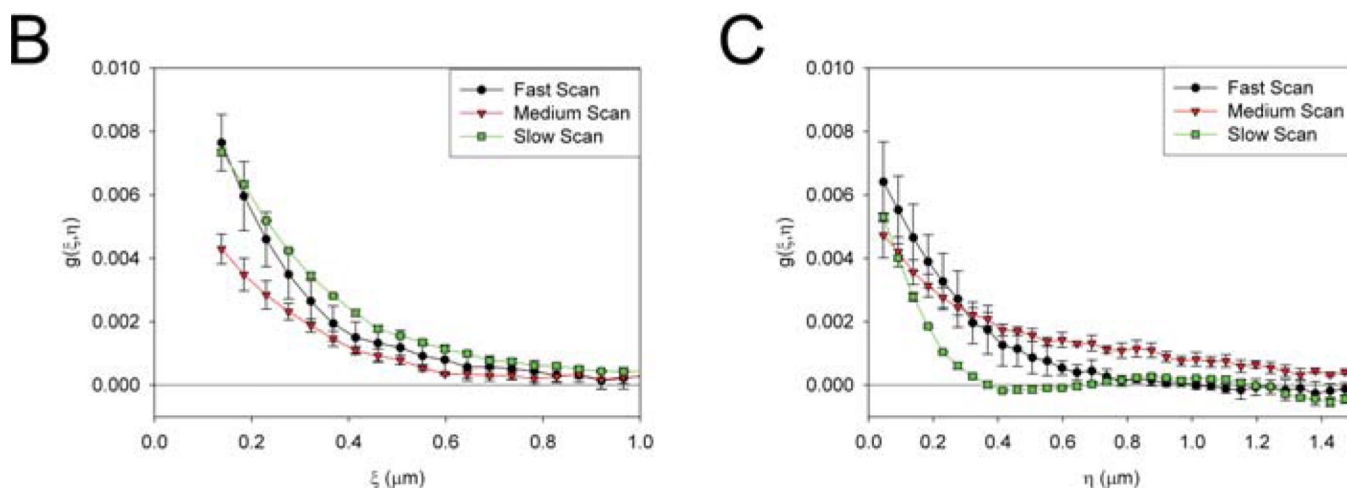 B
0.010
0.008
0.006
0.004
0.002
0.000
g(ξ,η)
Fast Scan
Medium Scan
Slow Scan
0.0 0.2 0.4 0.6 0.8 1.0
ξ (μm)
C
0.010
0.008
0.006
0.004
0.002
0.000
g(ξ,η)
Fast Scan
Medium Scan
Slow Scan
0.0 0.2 0.4 0.6 0.8 1.0 1.2 1.4
η (μm)